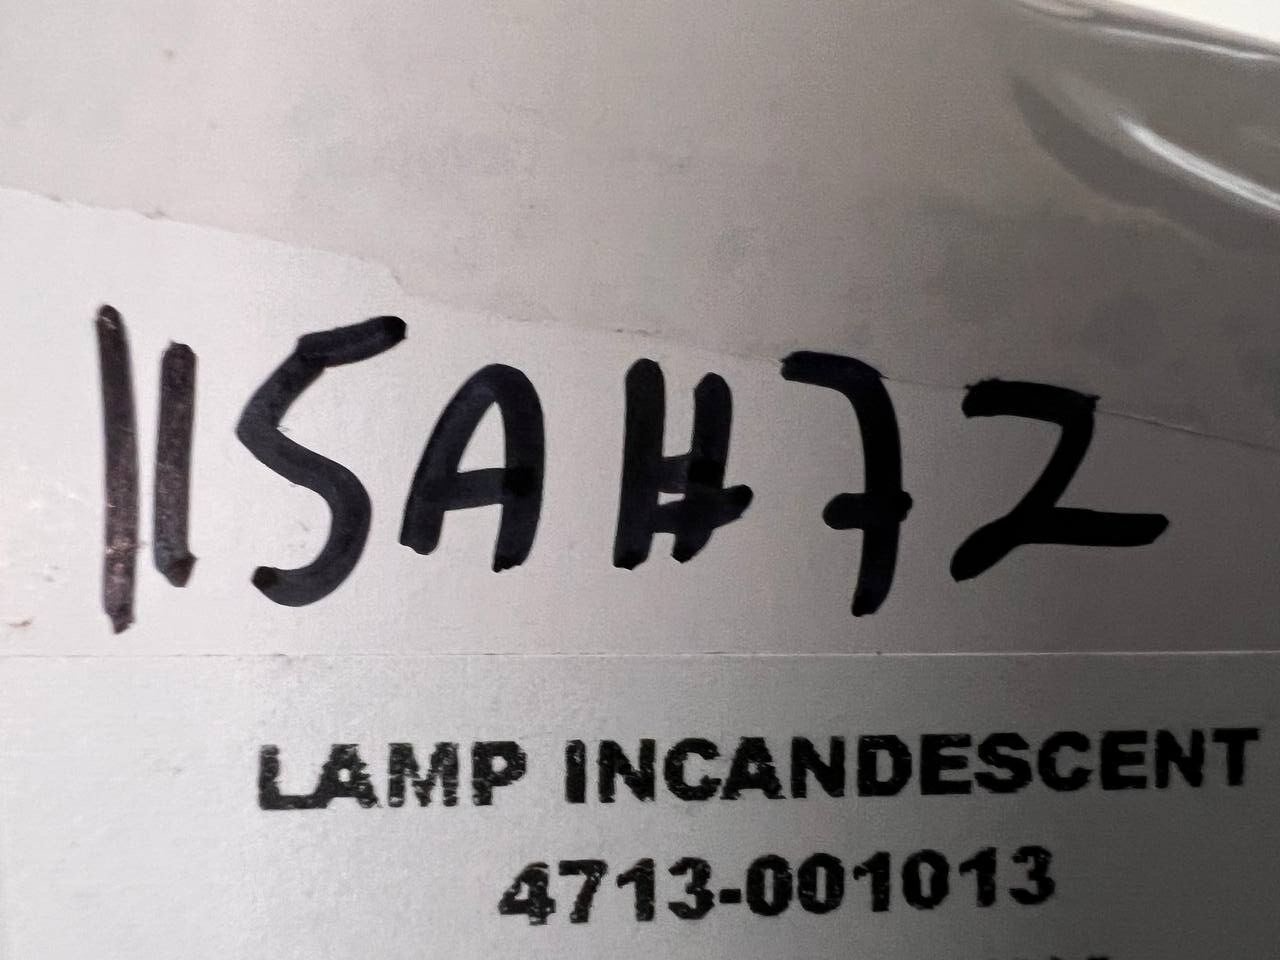 115AH72
LAMP INCANDESCENT
4713-001013